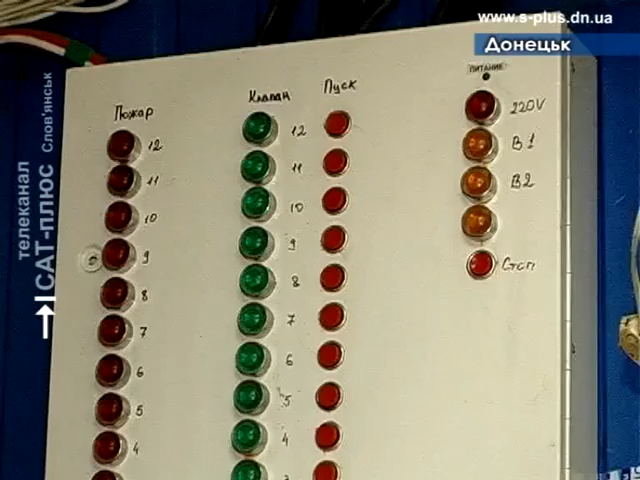 www.s-plus.dn.ua
Донецьк
телеканал
САТ-ПЛЮС Слов'янськ
ПИТАНИЕ
Пожар Клапан Пуск
12 12 220V
11 11 В1
10 10 В2
9 9 Стоп
8 8
7 7
6 6
5 5
4 4